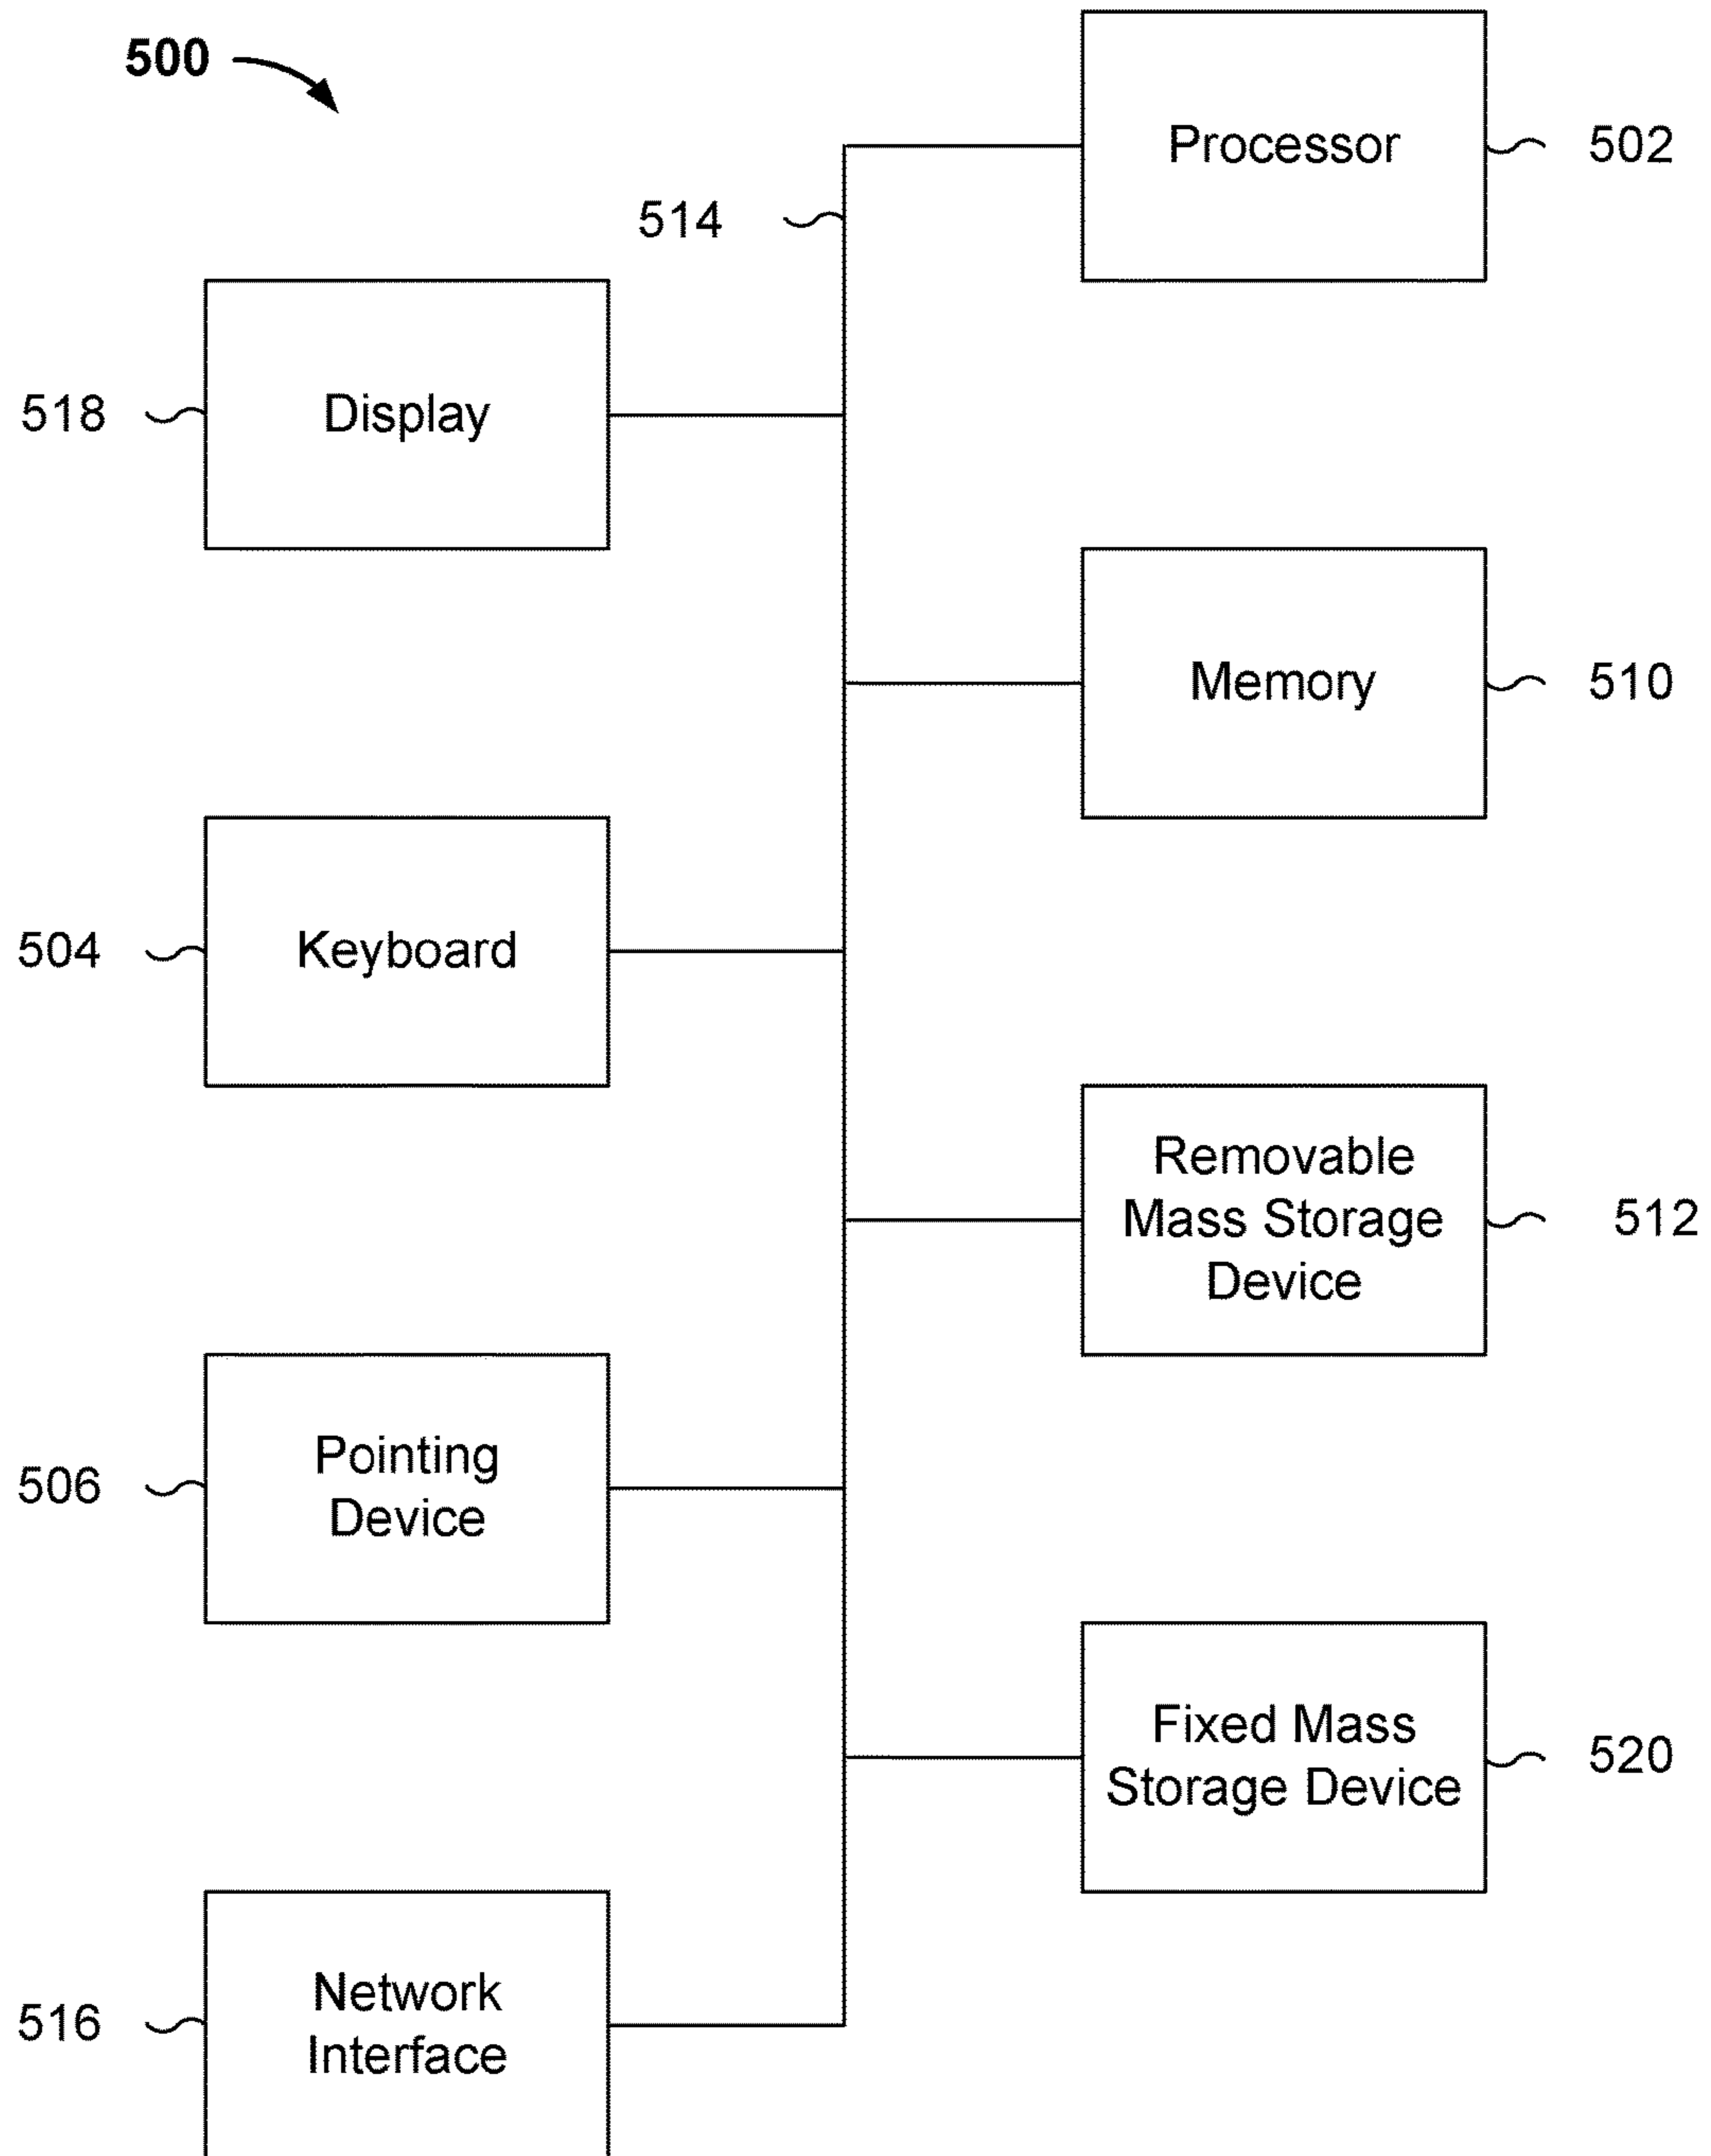 500
Processor
502
514
518
Display
Memory
510
504
Keyboard
Removable
Mass Storage
Device
512
506
Pointing
Device
Fixed Mass
Storage Device
520
516
Network
Interface